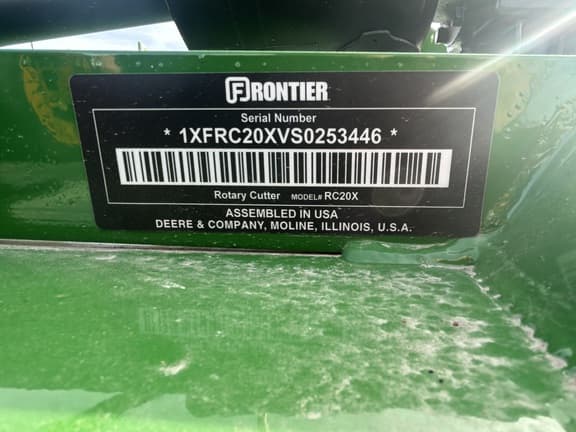 FRONTIER
Serial Number
* 1XFRC20XVS0253446 *
Rotary Cutter MODEL# RC20X
ASSEMBLED IN USA
DEERE & COMPANY, MOLINE, ILLINOIS, U.S.A.